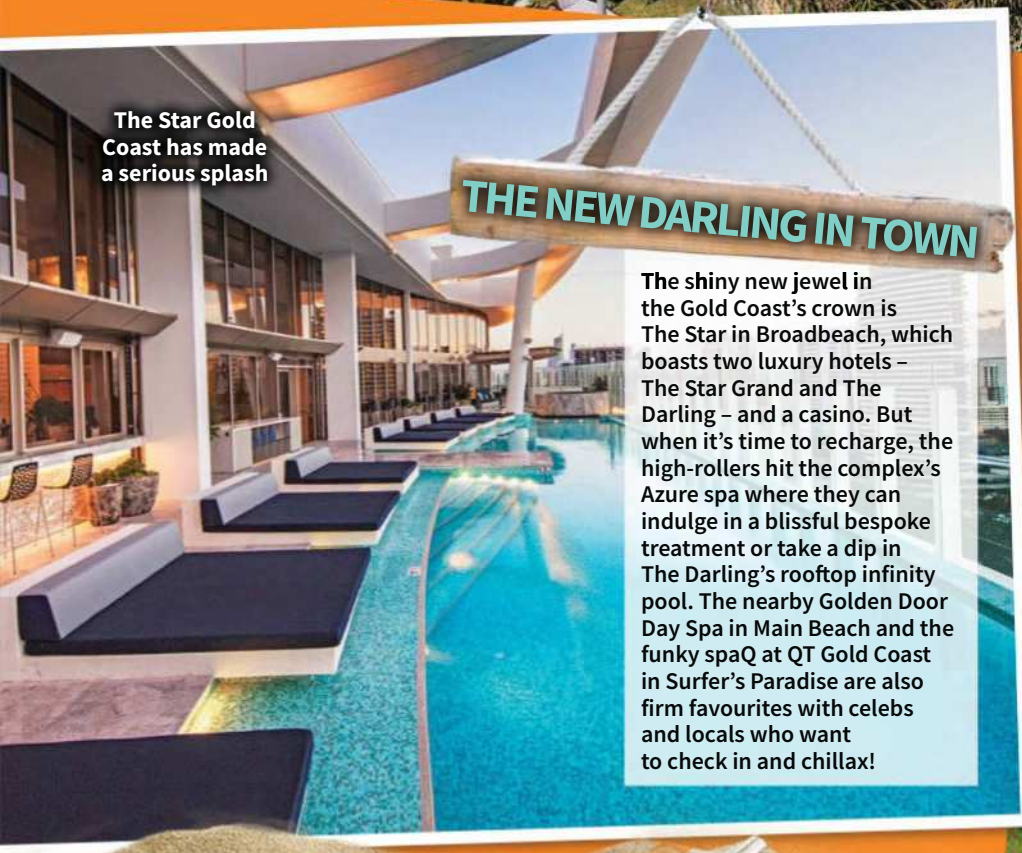 The Star Gold
Coast has made
a serious splash
THE NEW DARLING IN TOWN
The shiny new jewel in
the Gold Coast’s crown is
The Star in Broadbeach, which
boasts two luxury hotels –
The Star Grand and The
Darling – and a casino. But
when it’s time to recharge, the
high-rollers hit the complex’s
Azure spa where they can
indulge in a blissful bespoke
treatment or take a dip in
The Darling’s rooftop infinity
pool. The nearby Golden Door
Day Spa in Main Beach and the
funky spaQ at QT Gold Coast
in Surfer’s Paradise are also
firm favourites with celebs
and locals who want
to check in and chillax!